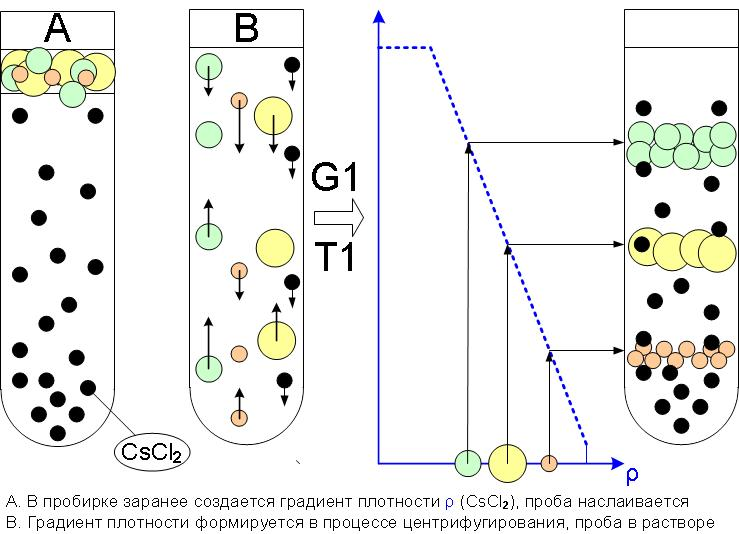 A
B
G1
T1
CsCl₂
ρ
A. В пробирке заранее создается градиент плотности ρ (CsCl₂), проба наслаивается
B. Градиент плотности формируется в процессе центрифугирования, проба в растворе